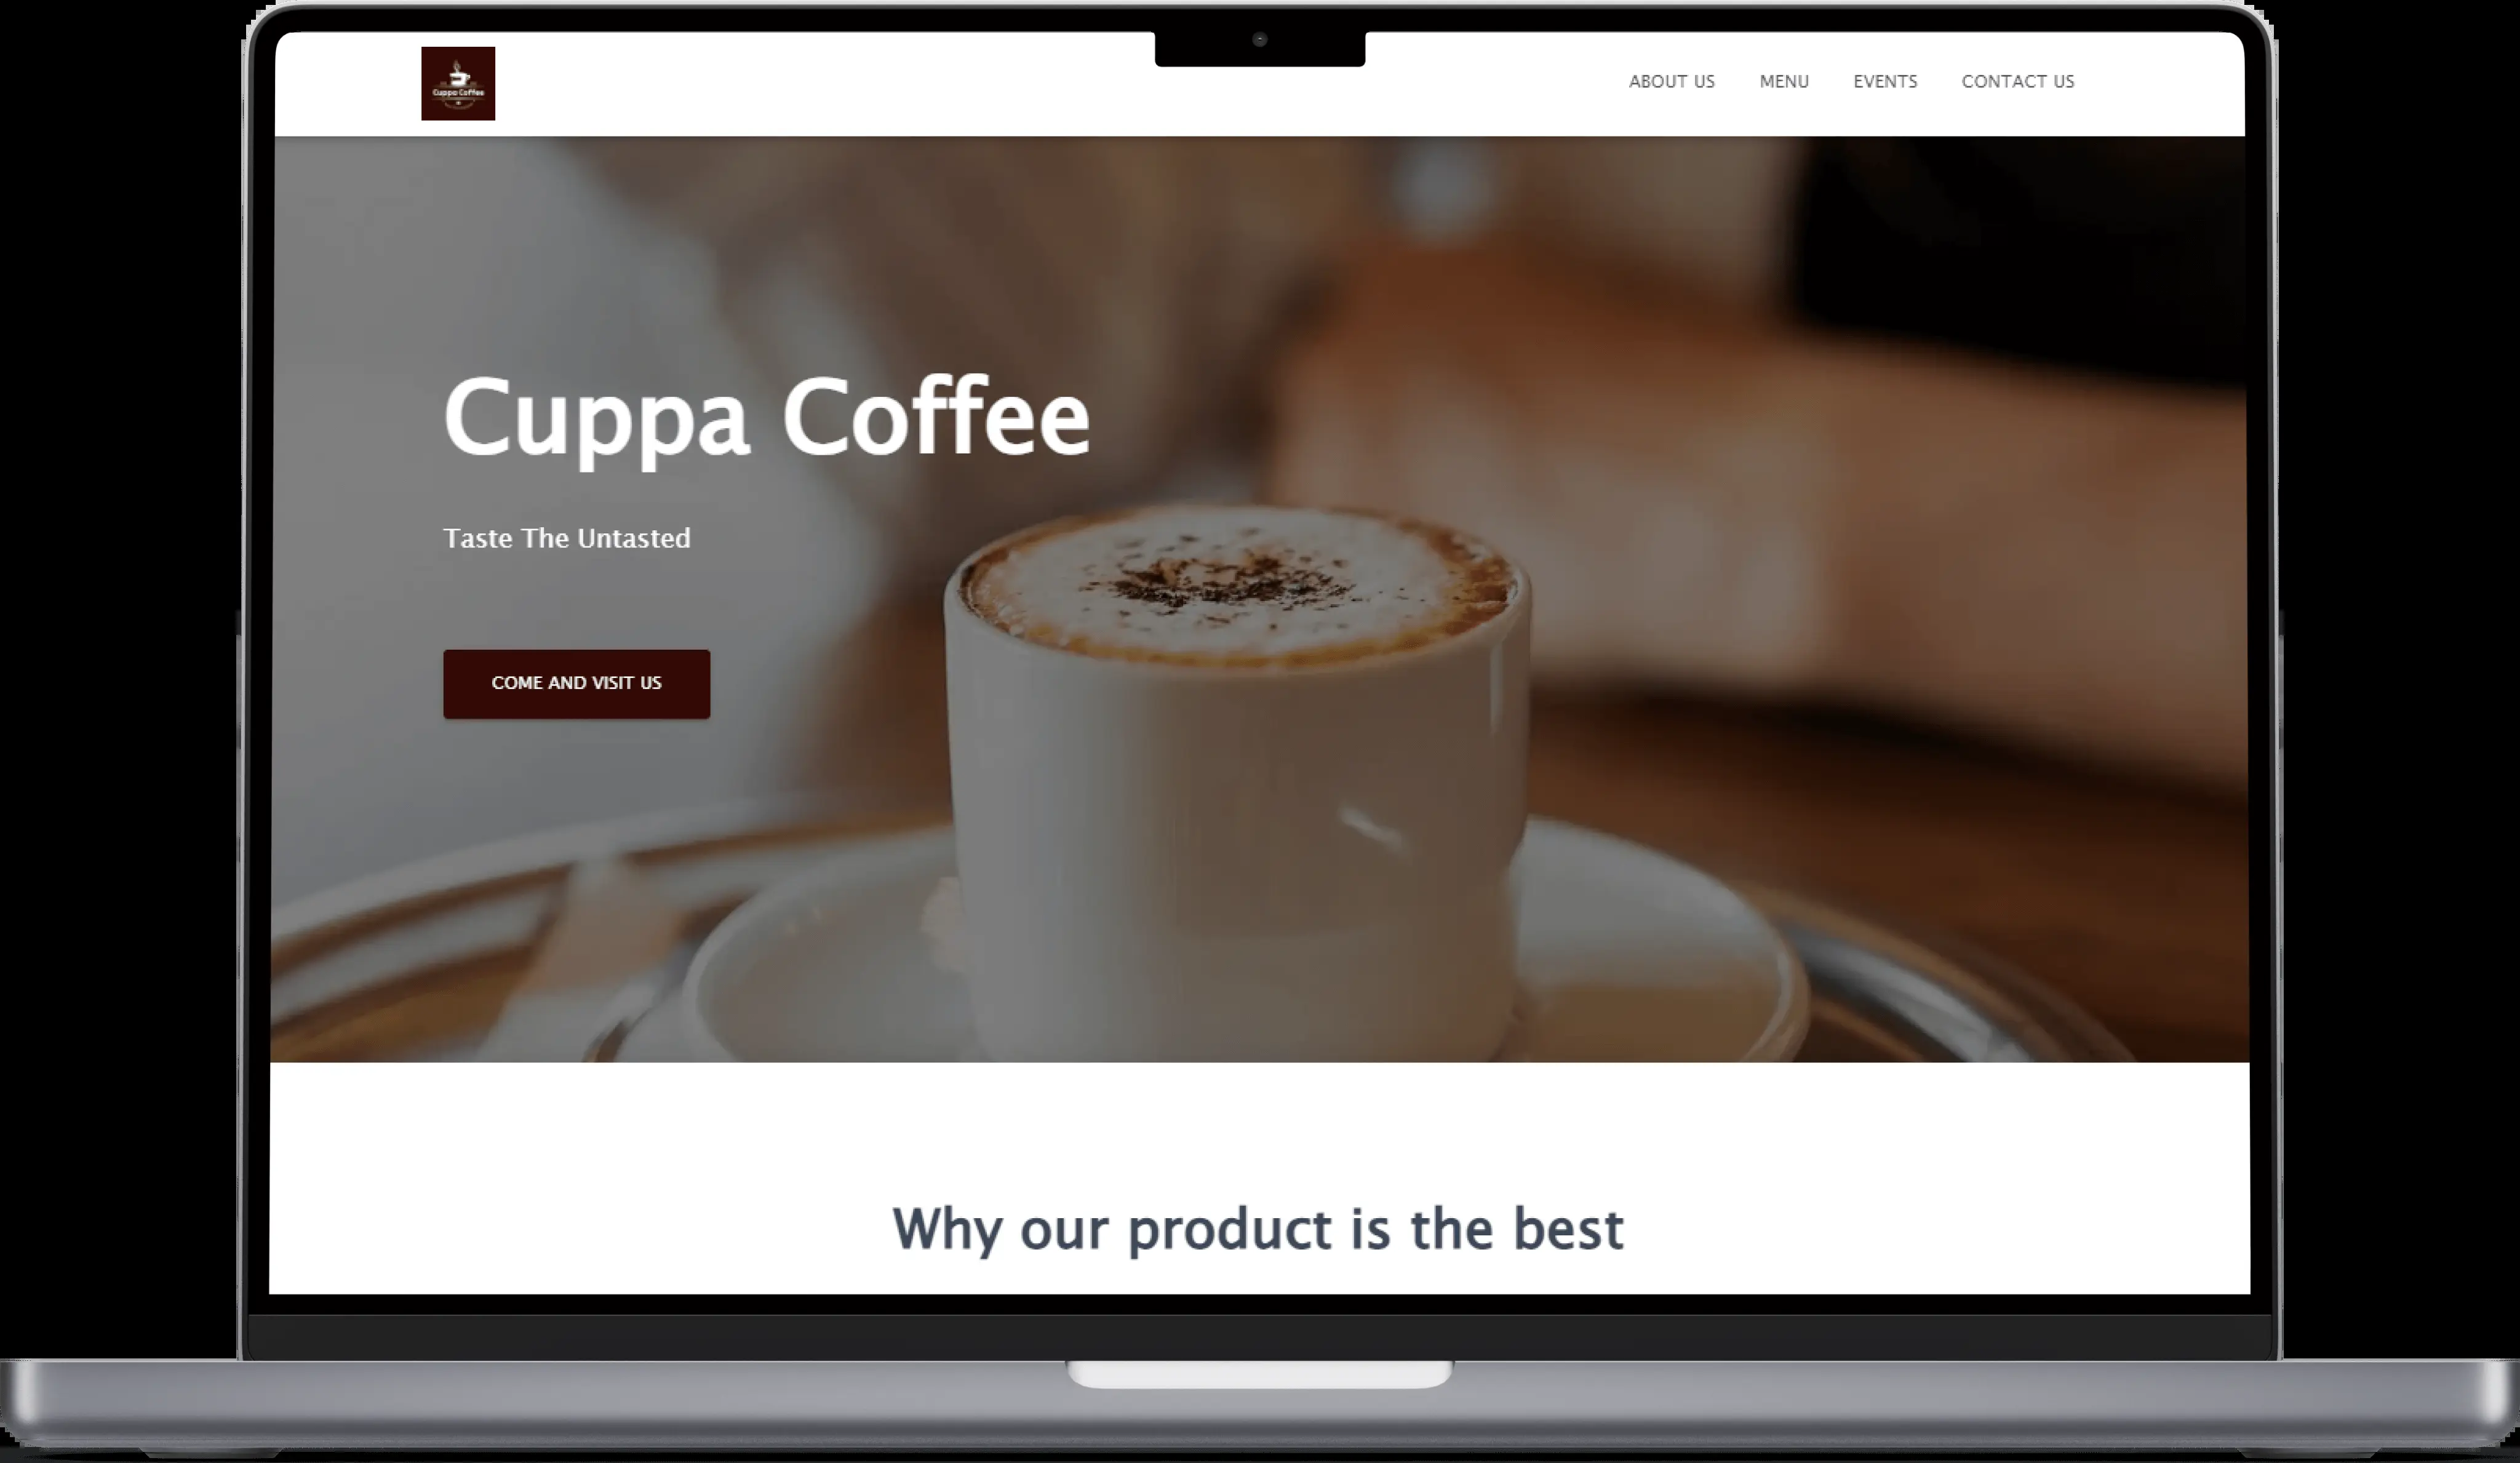 Cuppa Coffee
ABOUT US MENU EVENTS CONTACT US
Cuppa Coffee
Taste The Untasted
COME AND VISIT US
Why our product is the best